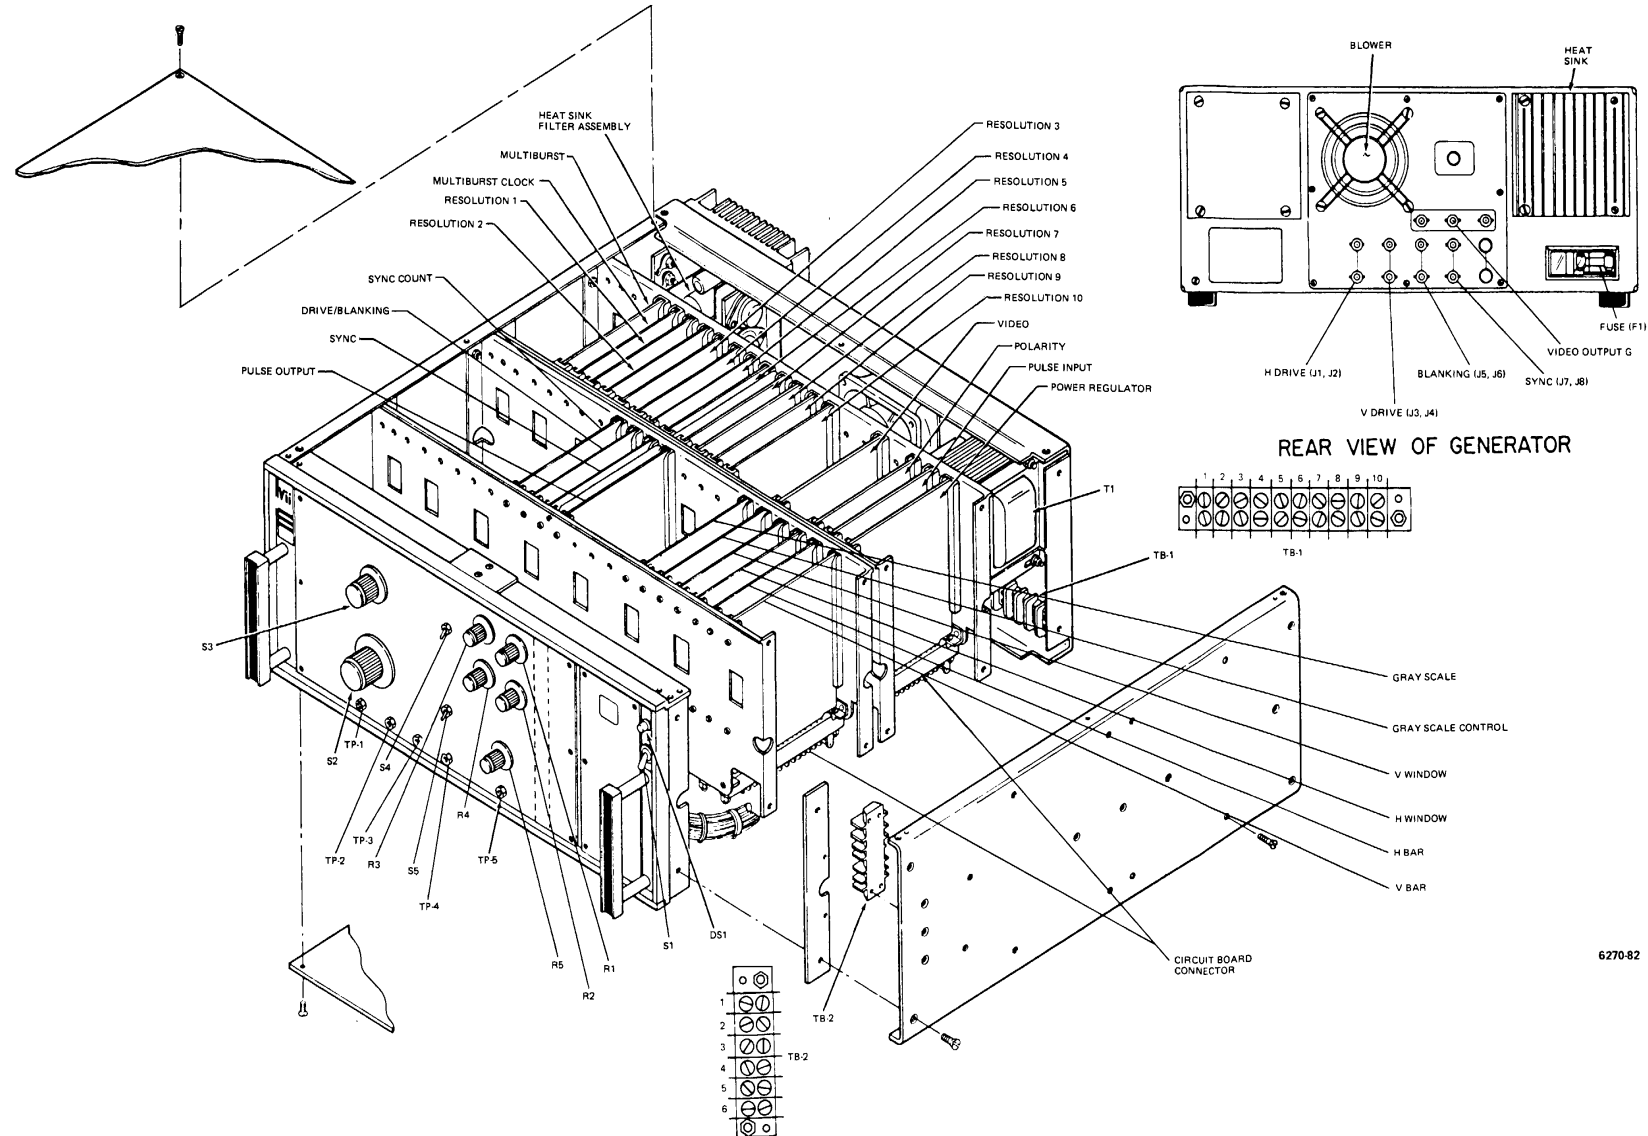 BLOWER
HEAT
SINK
HEAT SINK
FILTER ASSEMBLY
MULTIBURST
MULTIBURST CLOCK
RESOLUTION 1
RESOLUTION 2
SYNC COUNT
DRIVE/BLANKING
SYNC
PULSE OUTPUT
RESOLUTION 3
RESOLUTION 4
RESOLUTION 5
RESOLUTION 6
RESOLUTION 7
RESOLUTION 8
RESOLUTION 9
RESOLUTION 10
VIDEO
POLARITY
PULSE INPUT
POWER REGULATOR
FUSE (F1)
VIDEO OUTPUT G
H DRIVE (J1, J2)
BLANKING (J5, J6)
SYNC (J7, J8)
V DRIVE (J3, J4)
REAR VIEW OF GENERATOR
1 2 3 4 5 6 7 8 9 10
TB-1
T1
TB-1
S3
S2
TP-1
S4
TP-2
TP-3
R3
S5
TP-4
R4
TP-5
R5
R2
R1
S1
DS1
GRAY SCALE
GRAY SCALE CONTROL
V WINDOW
H WINDOW
H BAR
V BAR
CIRCUIT BOARD
CONNECTOR
TB-2
1
2
3
4
5
6
TB-2
6270-82